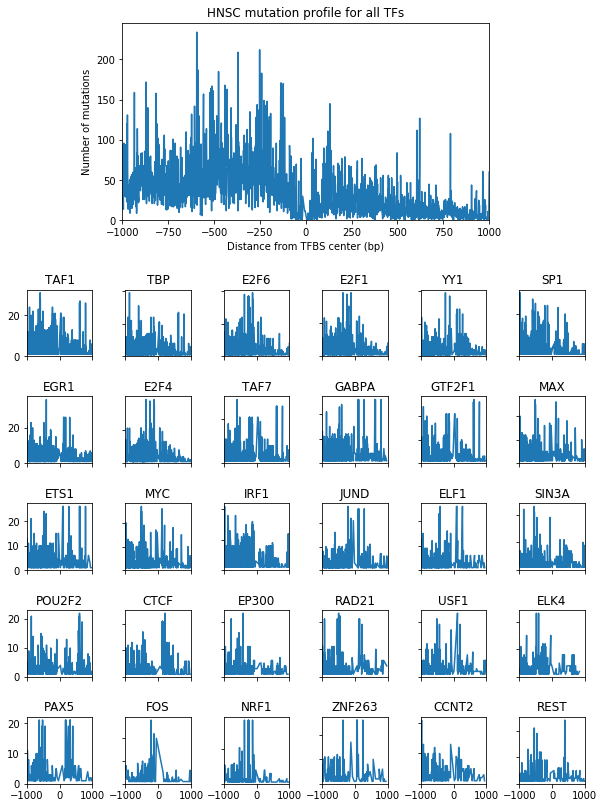 HNSC mutation profile for all TFs
Number of mutations
200
150
100
50
0
−1000 −750 −500 −250 0 250 500 750 1000
Distance from TFBS center (bp)
TAF1 TBP E2F6 E2F1 YY1 SP1
20
0
EGR1 E2F4 TAF7 GABPA GTF2F1 MAX
20
0
ETS1 MYC IRF1 JUND ELF1 SIN3A
20
10
0
POU2F2 CTCF EP300 RAD21 USF1 ELK4
20
10
0
PAX5 FOS NRF1 ZNF263 CCNT2 REST
20
10
0
−1000 0 1000 −1000 0 1000 −1000 0 1000 −1000 0 1000 −1000 0 1000 −1000 0 1000